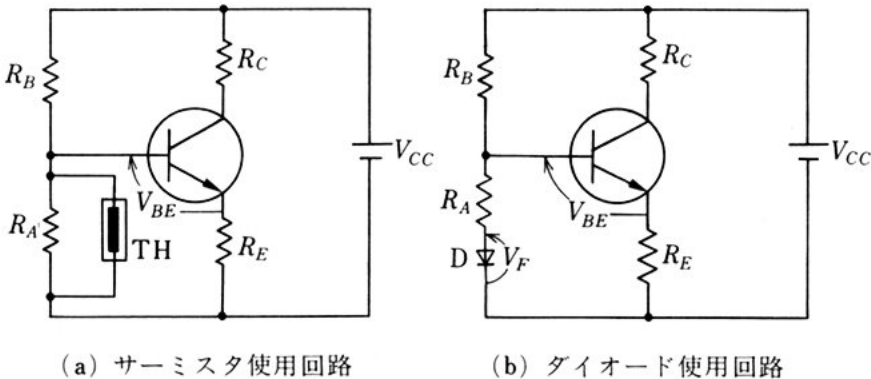 R_B
R_C
V_BE
V_CC
R_A
TH
R_E
R_B
R_C
V_CC
R_A
V_BE
D
V_F
R_E
(a) サーミスタ使用回路
(b) ダイオード使用回路